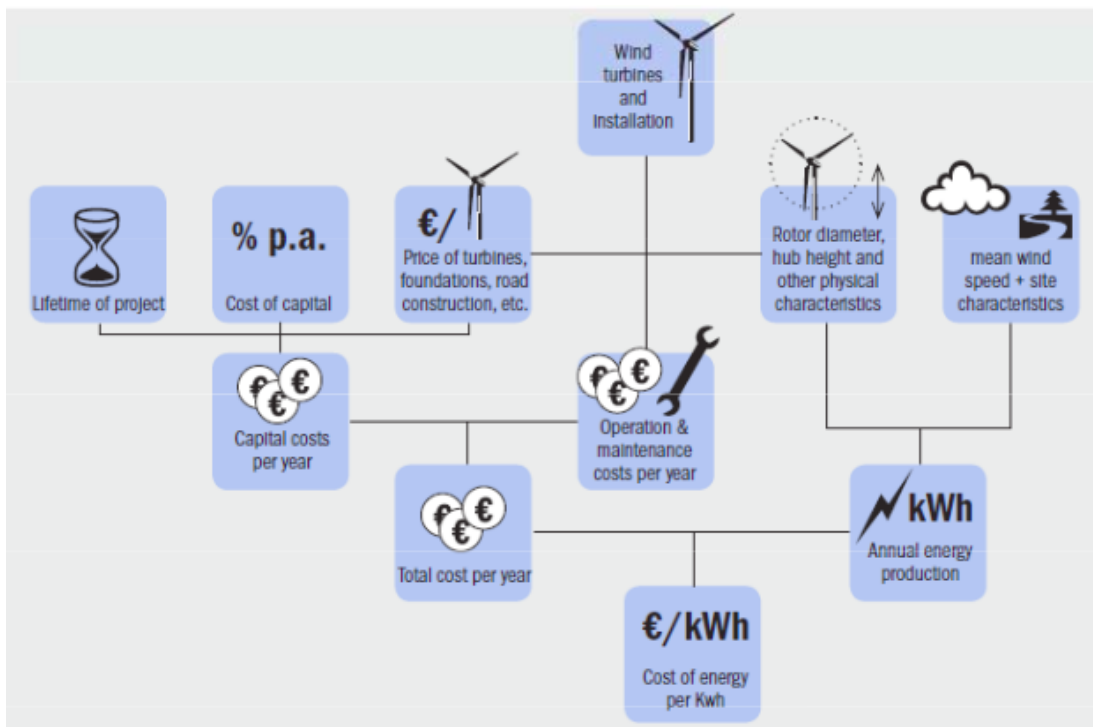 Wind
turbines
and
installation
Lifetime of project
% p.a.
Cost of capital
€/
Price of turbines,
foundations, road
construction, etc.
Rotor diameter,
hub height and
other physical
characteristics
mean wind
speed + site
characteristics
€ € €
Capital costs
per year
€ € €
Operation &
maintenance
costs per year
€ € €
Total cost per year
kWh
Annual energy
production
€/kWh
Cost of energy
per Kwh